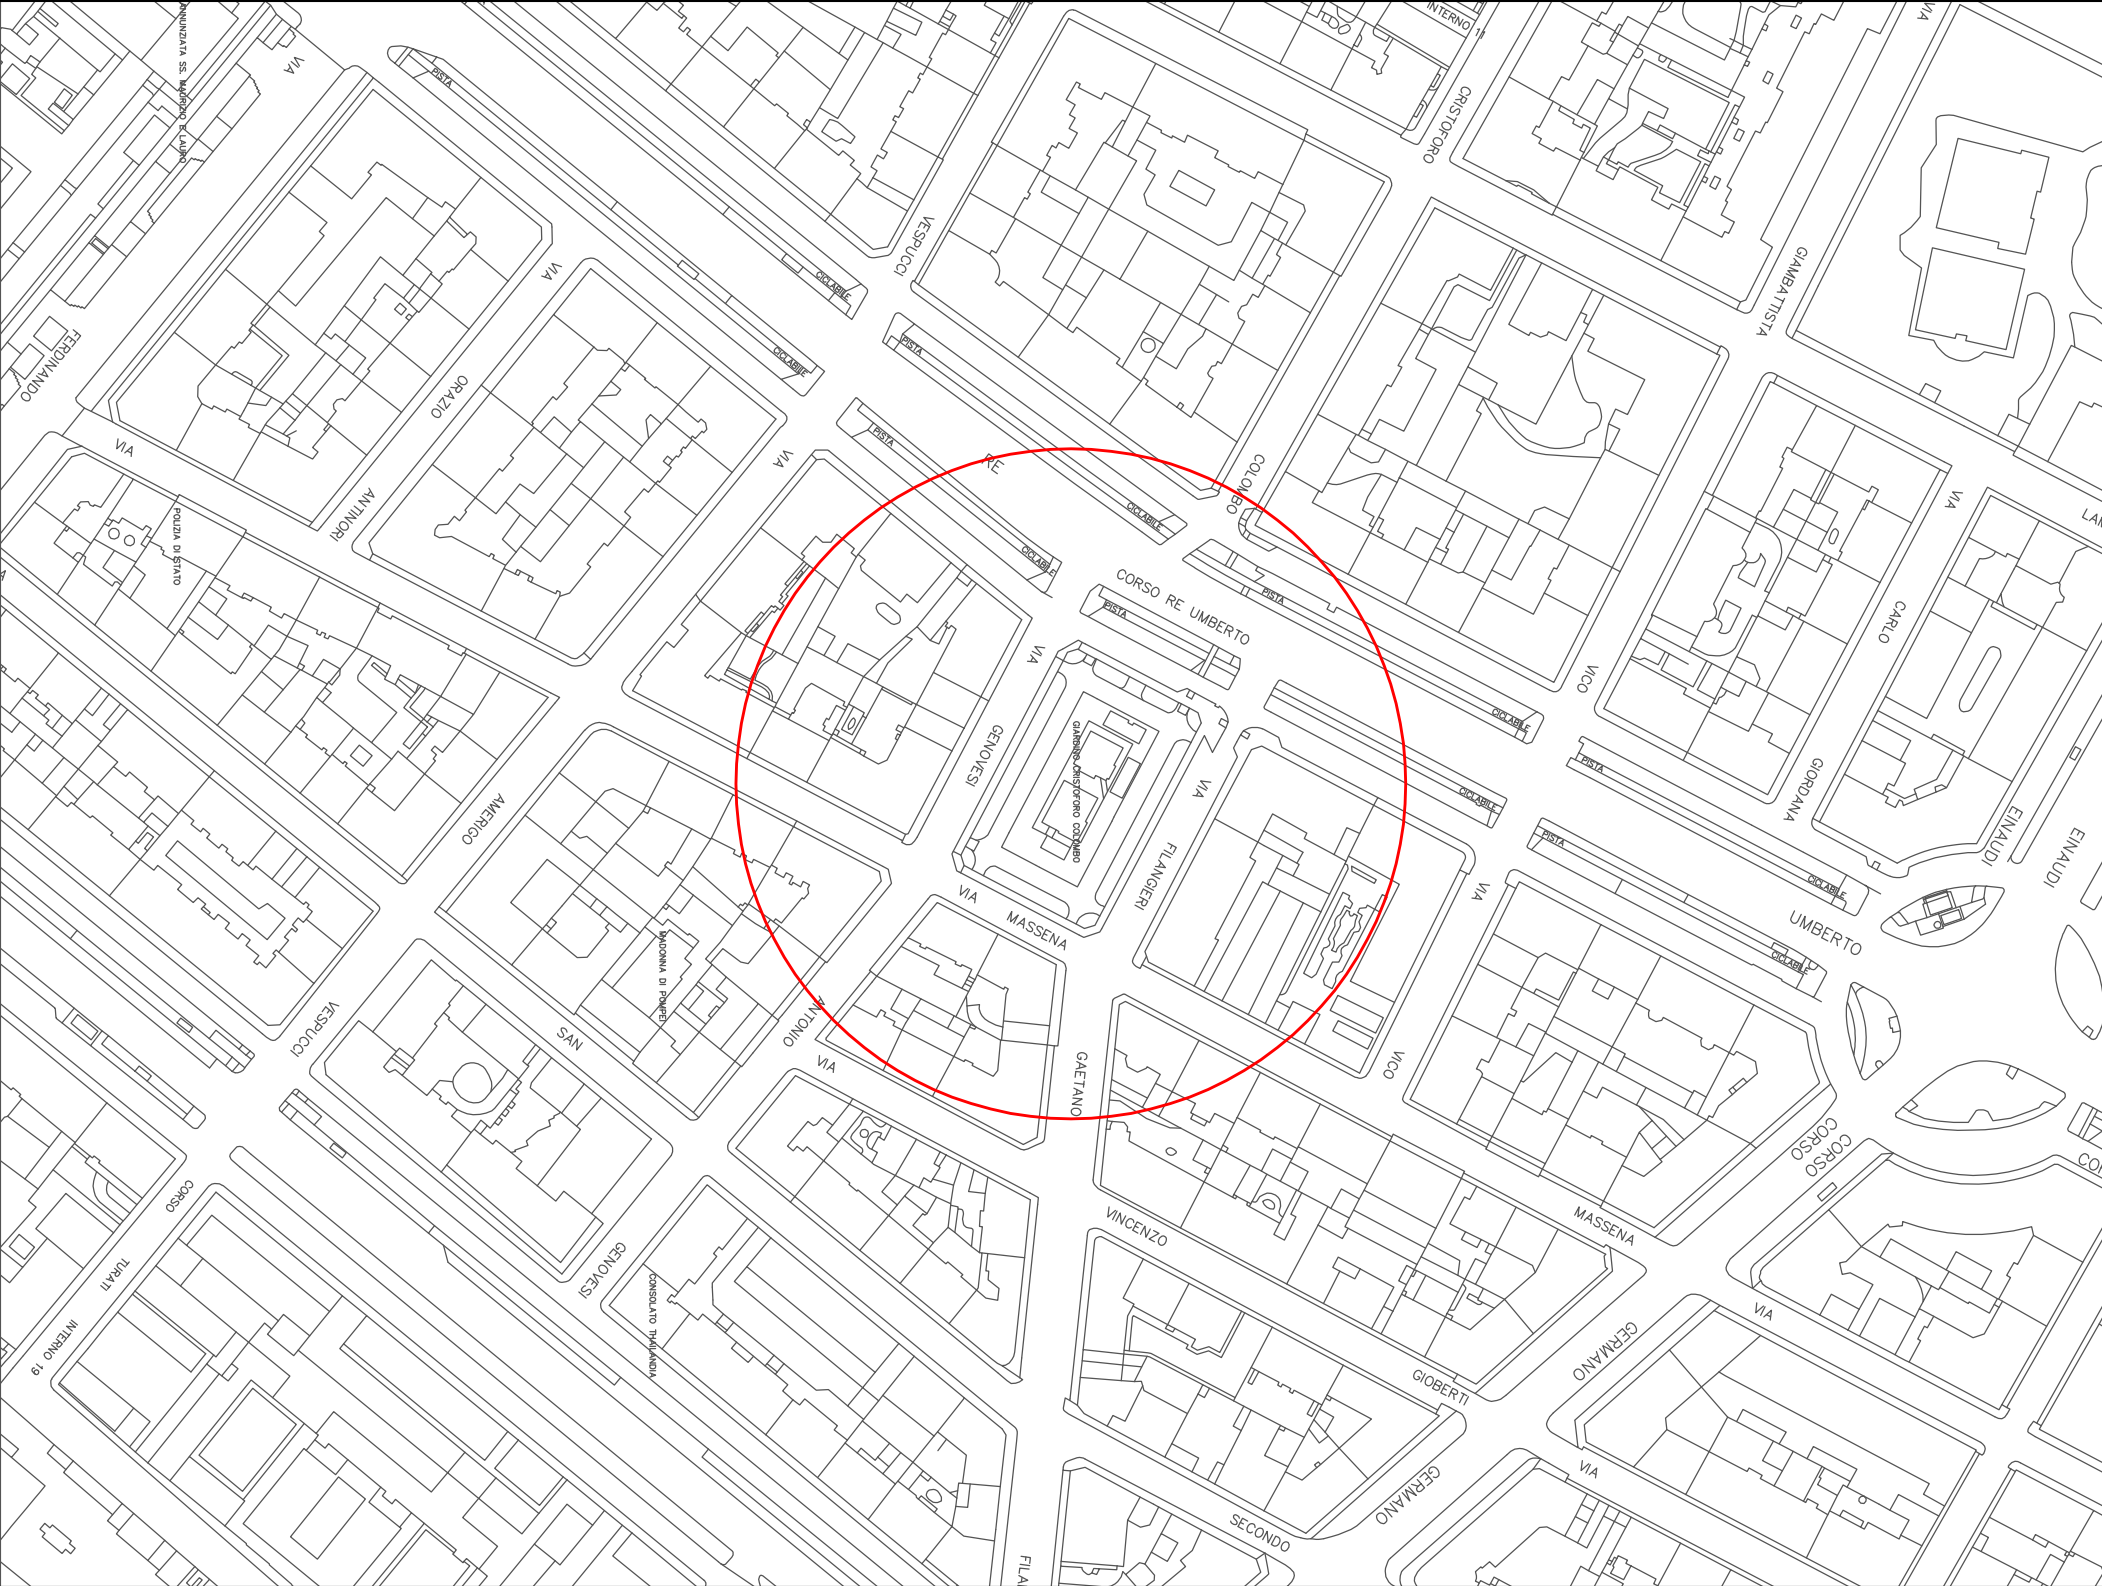 ANNUNZIATA SS. MAURIZIO E LAZZARO
VIA
PISTA
INTERNO 11
VIA
CRISTOFORO
VESPUCCI
VIA
CICLABILE
GIAMBATTISTA
FERDINANDO
CICLABILE
PISTA
ORAZIO
VIA
PISTA
VIA
RE
COLOMBO
VIA
ANTINORI
POLIZIA DI STATO
CICLABILE
LAM
CICLABILE
CORSO RE UMBERTO
PISTA
PISTA
CARLO
VIA
VICO
GENOVESI
GIARDINO CRISTOFORO COLOMBO
CICLABILE
PISTA
VIA
CICLABILE
GIORDANA
AMERIGO
PISTA
EINAUDI
EINAUDI
FILANGIERI
VIA
MASSENA
VIA
CICLABILE
UMBERTO
CICLABILE
MADONNA DI POMPEI
VESPUCCI
SAN
ANTONIO
VIA
GAETANO
VICO
CORSO
CORSO
COR
CORSO
TURATI
INTERNO 19
GENOVESI
CONSOLATO THAILANDIA
VINCENZO
MASSENA
VIA
GERMANO
GIOBERTI
VIA
GERMANO
SECONDO
FILA